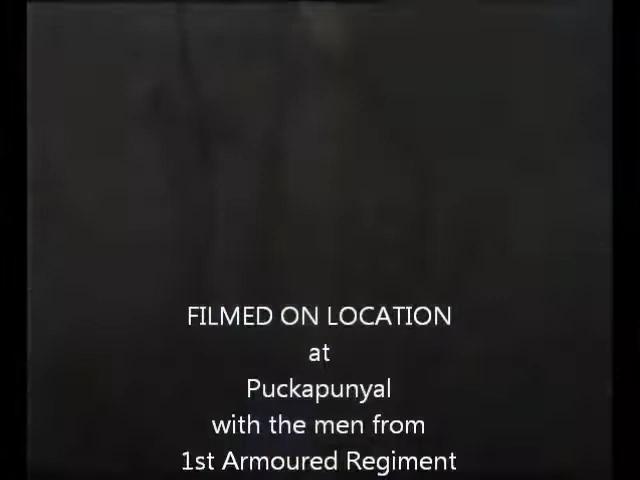 FILMED ON LOCATION
at
Puckapunyal
with the men from
1st Armoured Regiment